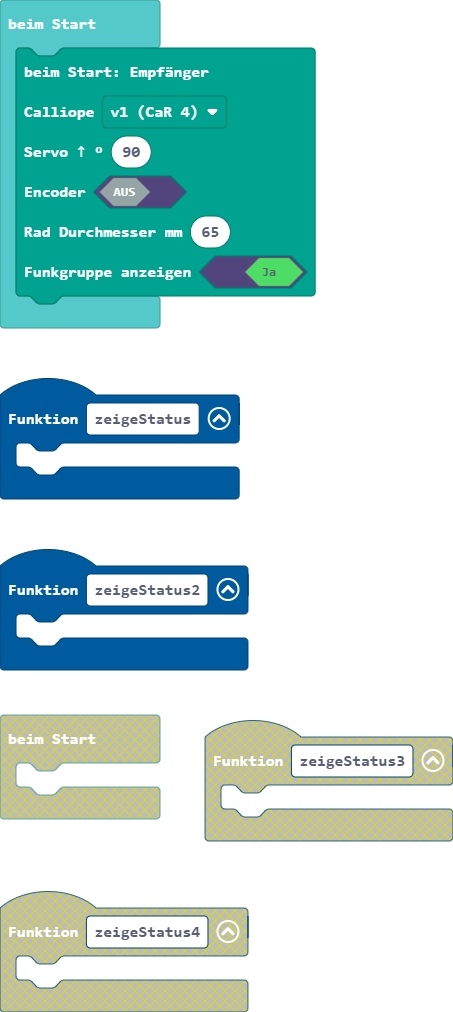 beim Start
beim Start: Empfänger
Calliope v1 (CaR 4)
Servo ↑ ° 90
Encoder AUS
Rad Durchmesser mm 65
Funkgruppe anzeigen Ja
Funktion zeigeStatus
Funktion zeigeStatus2
beim Start
Funktion zeigeStatus3
Funktion zeigeStatus4